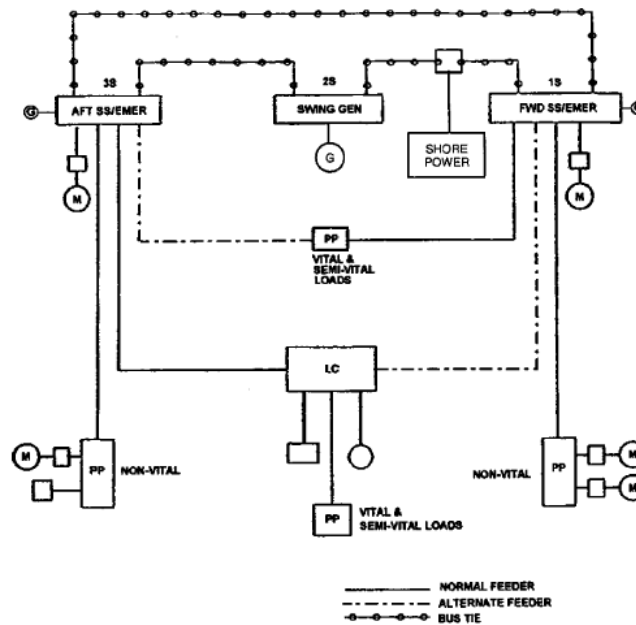 3S
2S
1S
G
AFT SS/EMER
SWING GEN
FWD SS/EMER
G
SHORE
POWER
M
M
PP
VITAL &
SEMI-VITAL
LOADS
LC
M
PP
NON-VITAL
NON-VITAL
PP
M
M
PP
VITAL &
SEMI-VITAL LOADS
NORMAL FEEDER
ALTERNATE FEEDER
BUS TIE